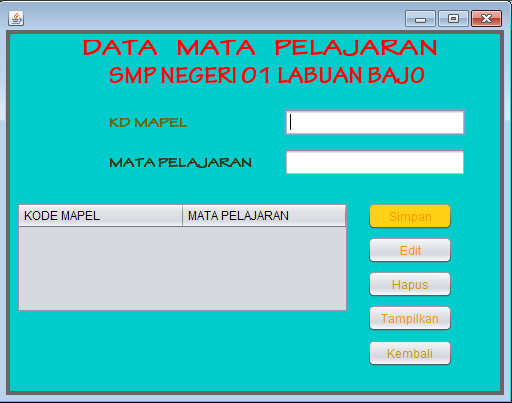 DATA MATA PELAJARAN
SMP NEGERI 01 LABUAN BAJO
KD MAPEL
MATA PELAJARAN
KODE MAPEL MATA PELAJARAN
Simpan
Edit
Hapus
Tampilkan
Kembali